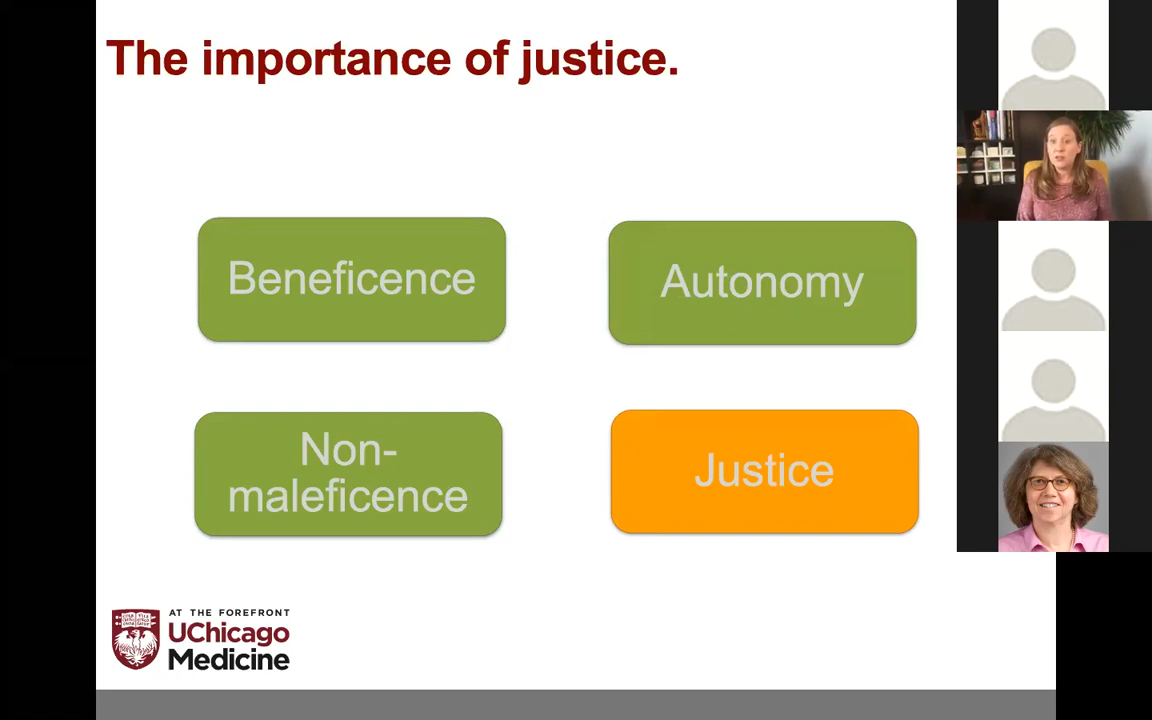 The importance of justice.
Beneficence
Autonomy
Non-
maleficence
Justice
AT THE FOREFRONT
UChicago
Medicine